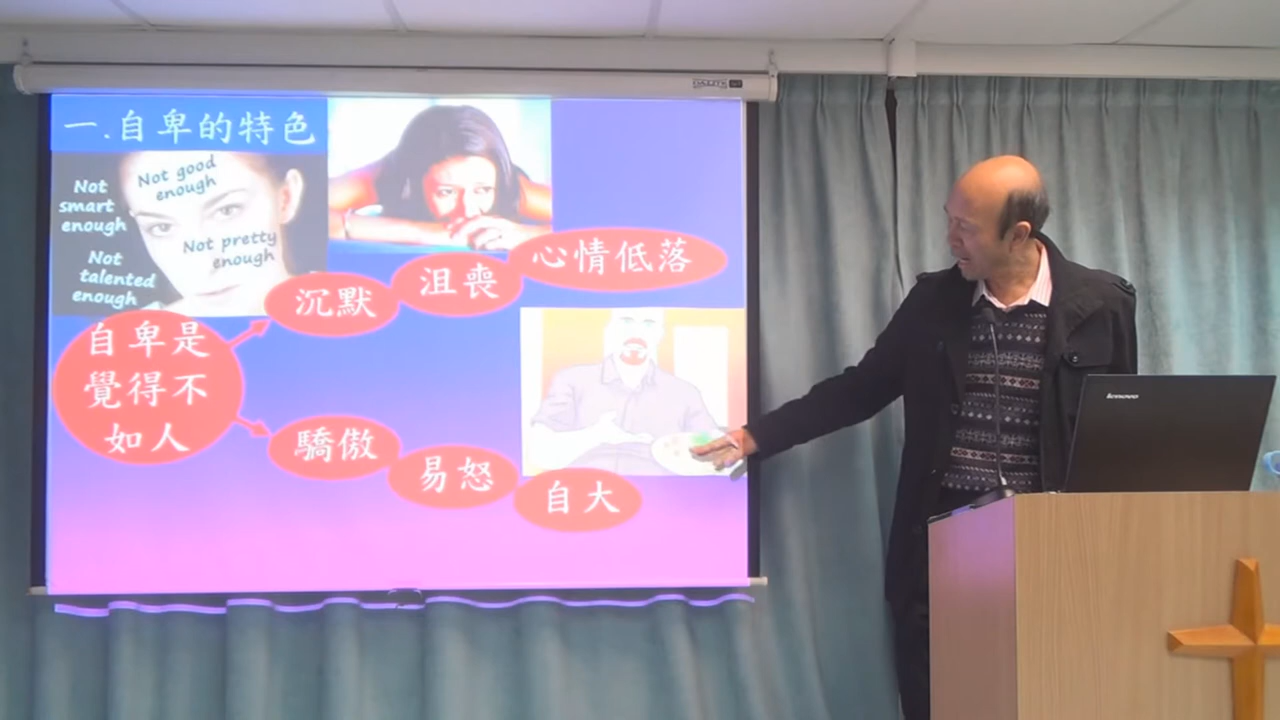 一.自卑的特色
Not good
enough
Not
smart
enough
Not pretty
enough
Not
talented
enough
心情低落
沮喪
沉默
自卑是
覺得不
如人
驕傲
易怒
自大
lenovo